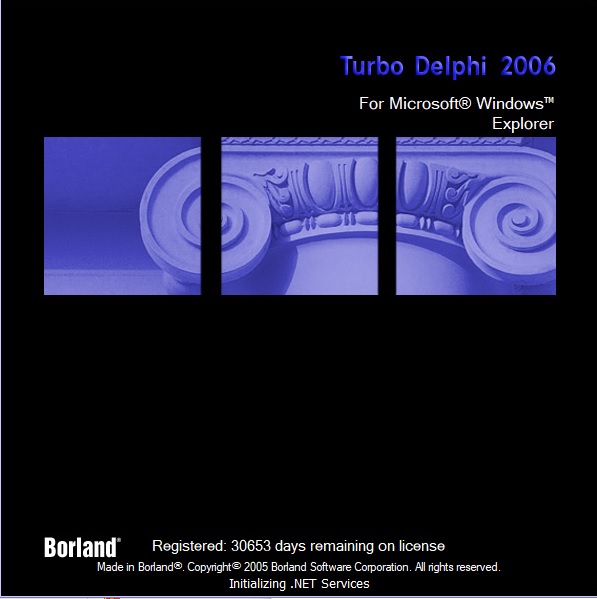 Turbo Delphi 2006
For Microsoft® Windows™
Explorer
Borland®
Registered: 30653 days remaining on license
Made in Borland®. Copyright© 2005 Borland Software Corporation. All rights reserved.
Initializing .NET Services